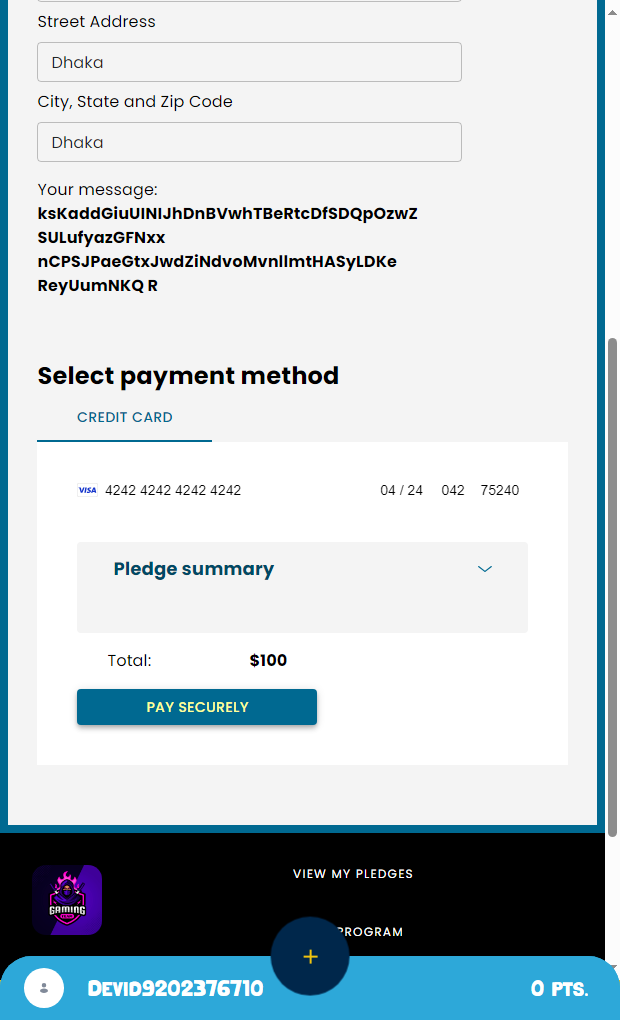 Street Address
Dhaka
City, State and Zip Code
Dhaka
Your message:
ksKaddGiuUINIJhDnBVwhTBeRtcDfSDQpOzwZ
SULufyazGFNxx
nCPSJPaeGtxJwdZiNdvoMvnllmtHASyLDKe
ReyUumNKQ R
Select payment method
CREDIT CARD
VISA 4242 4242 4242 4242 04 / 24 042 75240
Pledge summary
Total: $100
PAY SECURELY
VIEW MY PLEDGES
GAMING
PROGRAM
+
Devid9202376710 0 PTS.